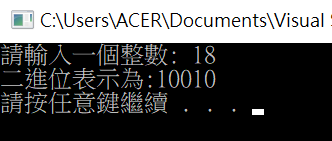 C:\Users\ACER\Documents\Visual
請輸入一個整數: 18
二進位表示為:10010
請按任意鍵繼續 . . .